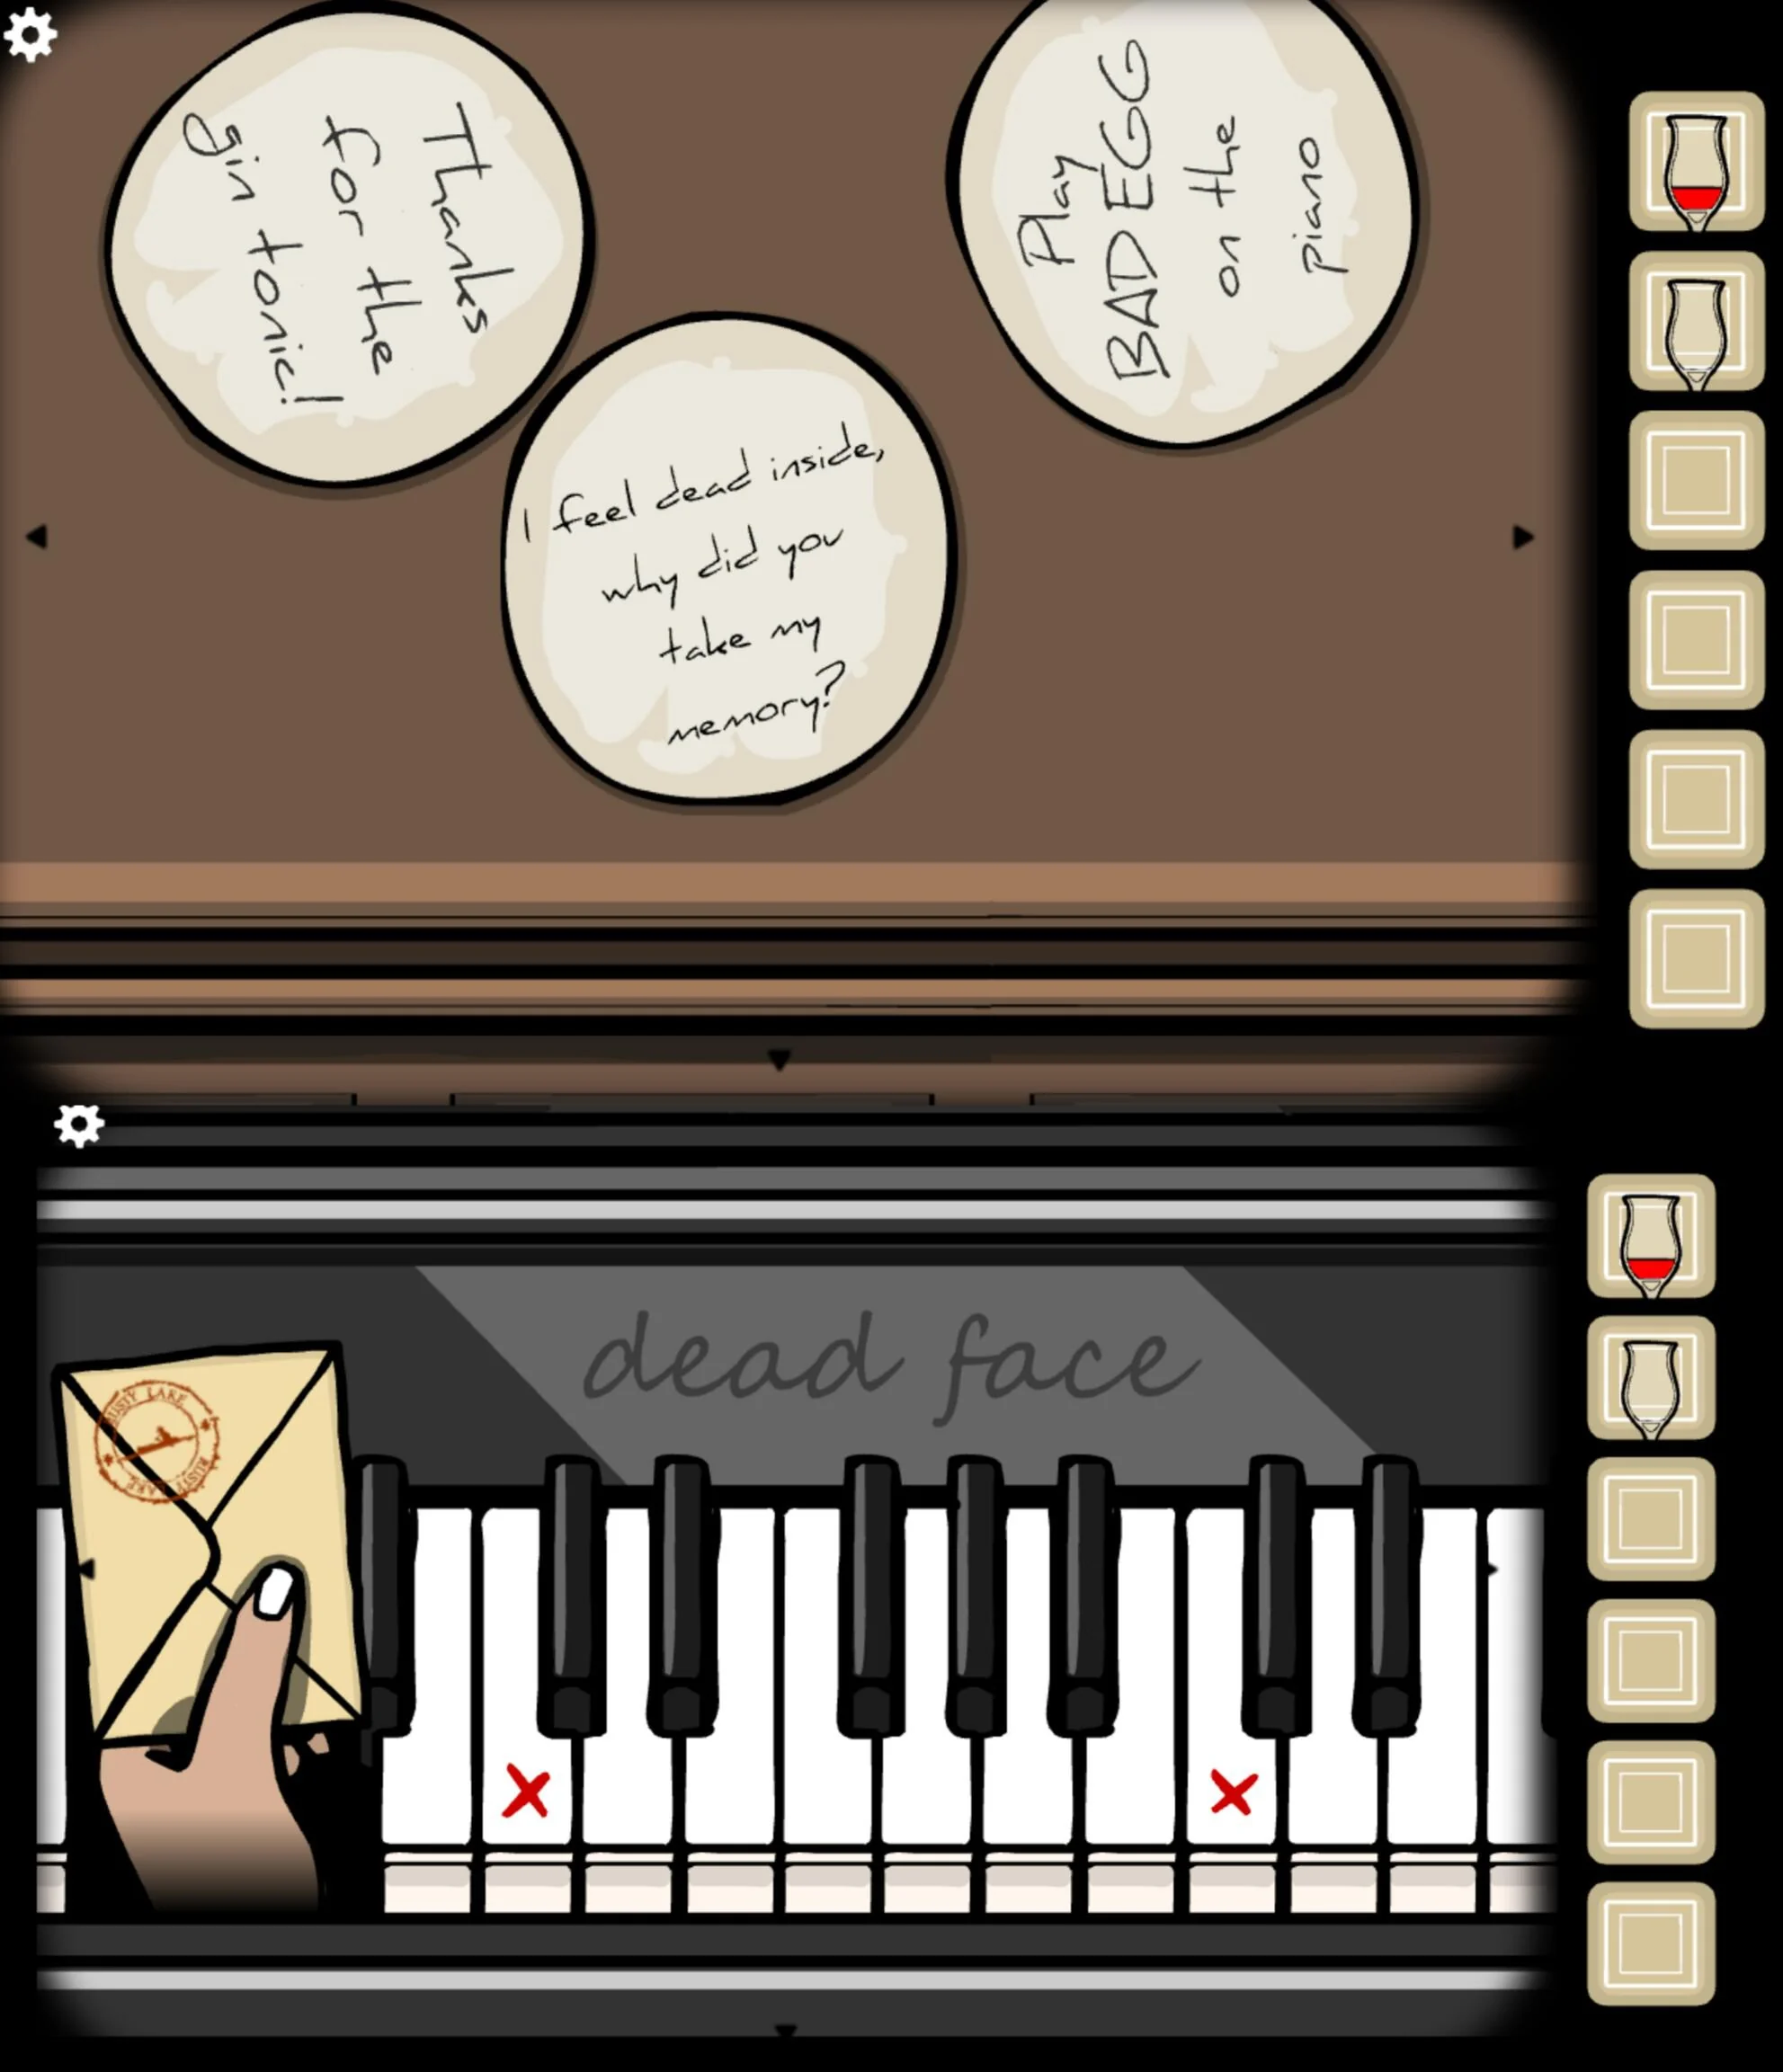 Thanks
for the
gin tonic!
Play
BAD EGG
on the
piano
I feel dead inside,
why did you
take my
memory?
dead face
RUSTY LAKE
RUSTY LAKE